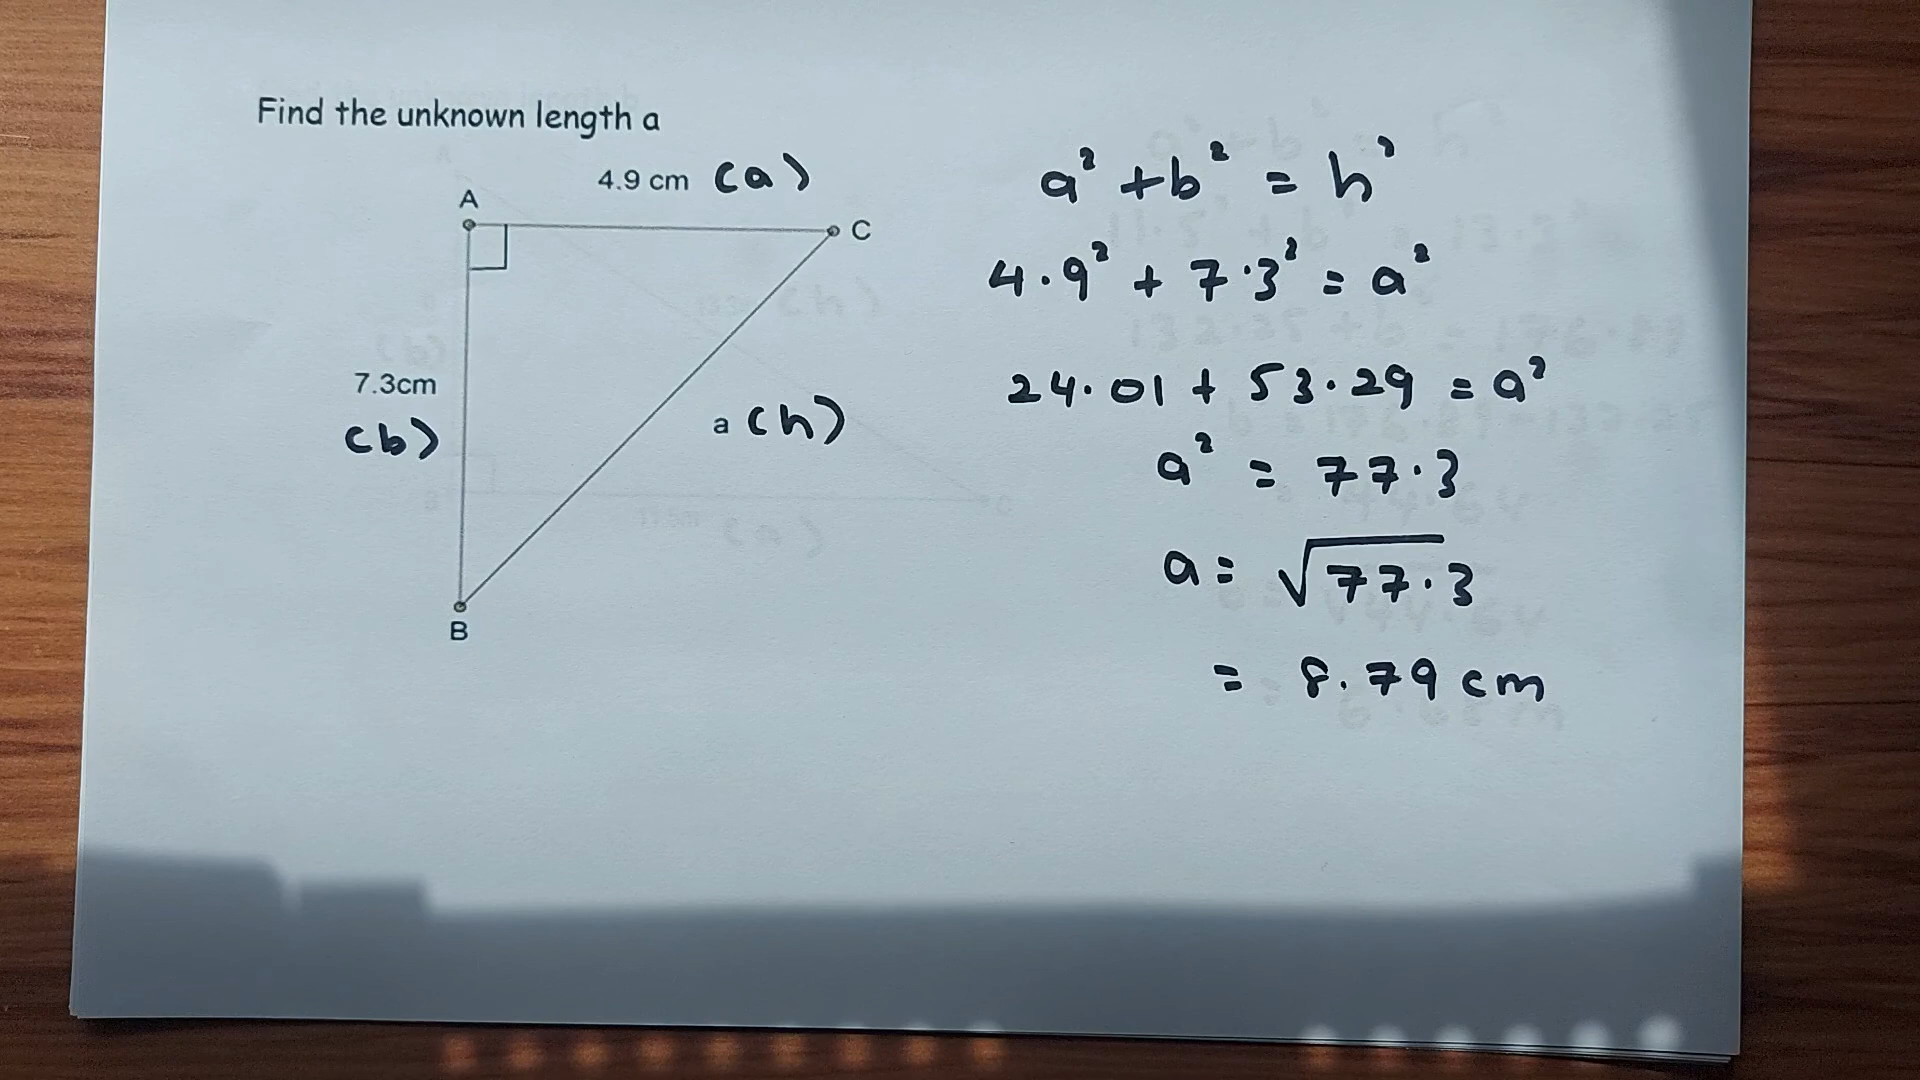 Find the unknown length a
4.9 cm (a)
A
C
7.3cm
(b)
a (h)
B
a² + b² = h²
4.9² + 7.3² = a²
24.01 + 53.29 = a²
a² = 77.3
a = √77.3
= 8.79 cm